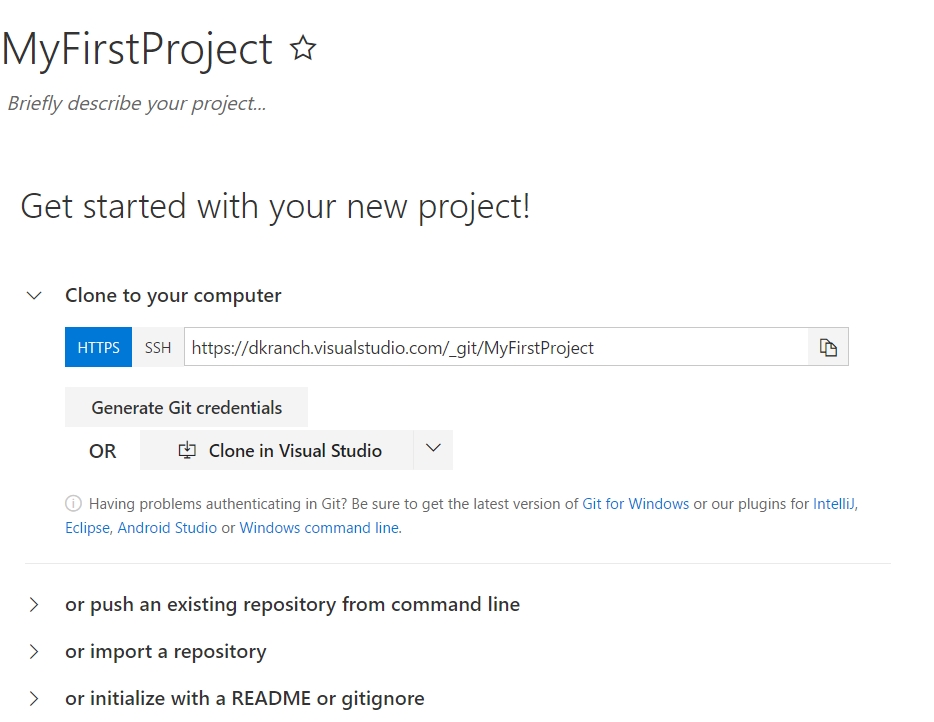 MyFirstProject
Briefly describe your project...
Get started with your new project!
Clone to your computer
HTTPS SSH https://dkranch.visualstudio.com/_git/MyFirstProject
Generate Git credentials
OR Clone in Visual Studio
Having problems authenticating in Git? Be sure to get the latest version of Git for Windows or our plugins for IntelliJ,
Eclipse, Android Studio or Windows command line.
or push an existing repository from command line
or import a repository
or initialize with a README or gitignore